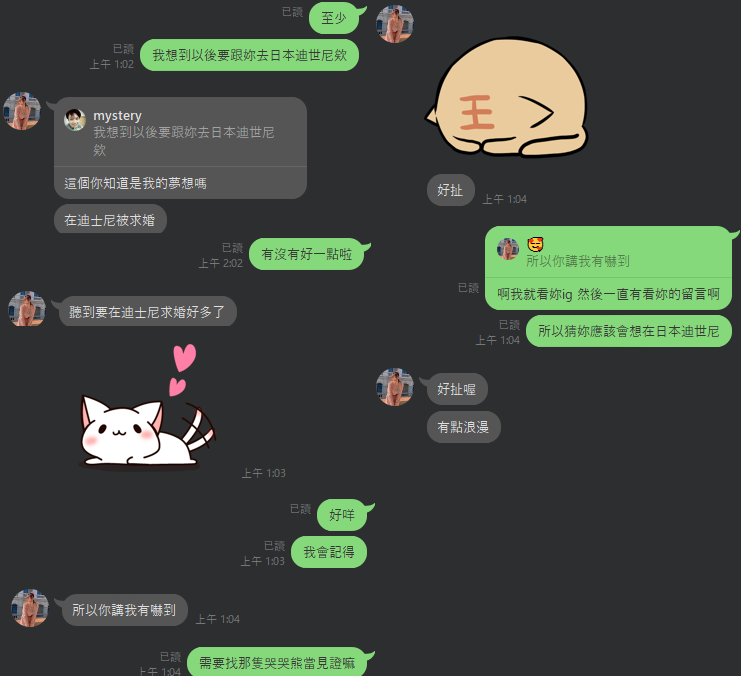 已讀
至少
已讀
上午 1:02
我想到以後要跟妳去日本迪世尼欸
mystery
我想到以後要跟妳去日本迪世尼
欸
這個你知道是我的夢想嗎
在迪士尼被求婚
已讀
上午 2:02
有沒有好一點啦
聽到要在迪士尼求婚好多了
上午 1:03
已讀
好咩
已讀
上午 1:03
我會記得
所以你講我有嚇到
上午 1:04
已讀
上午 1:04
需要找那隻哭哭熊當見證嘛
王
好扯
上午 1:04
🥰
所以你講我有嚇到
已讀
啊我就看妳ig 然後一直有看妳的留言啊
已讀
上午 1:04
所以猜妳應該會想在日本迪世尼
好扯喔
有點浪漫